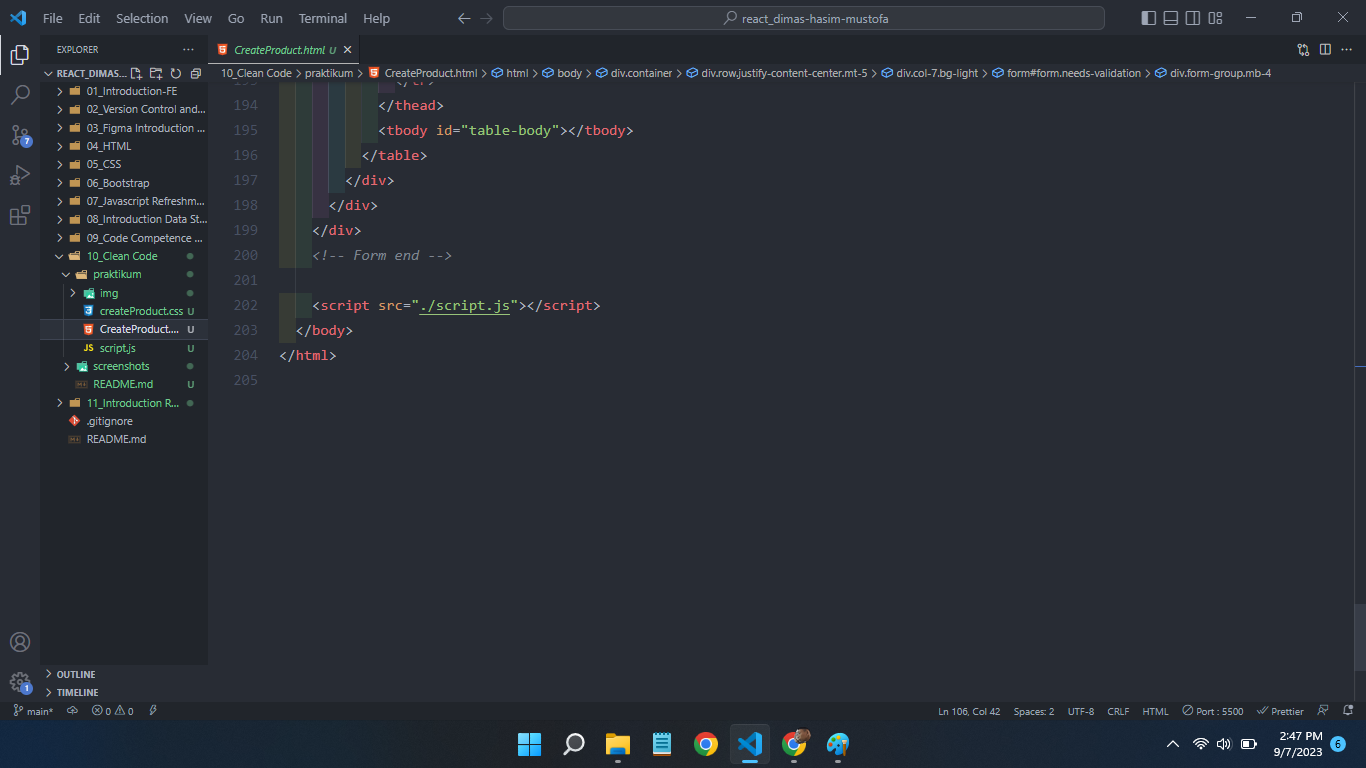 File Edit Selection View Go Run Terminal Help
react_dimas-hasim-mustofa
EXPLORER
CreateProduct.html U
REACT_DIMAS...
10_Clean Code > praktikum > CreateProduct.html > html > body > div.container > div.row.justify-content-center.mt-5 > div.col-7.bg-light > form#form.needs-validation > div.form-group.mb-4
01_Introduction-FE
02_Version Control and...
03_Figma Introduction ...
04_HTML
05_CSS
06_Bootstrap
07_Javascript Refreshm...
08_Introduction Data St...
09_Code Competence ...
10_Clean Code
praktikum
img
createProduct.css U
CreateProduct.... U
JS script.js U
screenshots
README.md U
11_Introduction R...
.gitignore
README.md
OUTLINE
TIMELINE
194 </thead>
195 <tbody id="table-body"></tbody>
196 </table>
197 </div>
198 </div>
199 </div>
200 <!-- Form end -->
201
202 <script src="./script.js"></script>
203 </body>
204 </html>
205
7
1
main* 0 0
Ln 106, Col 42 Spaces: 2 UTF-8 CRLF HTML Port : 5500 Prettier
2:47 PM
9/7/2023 6